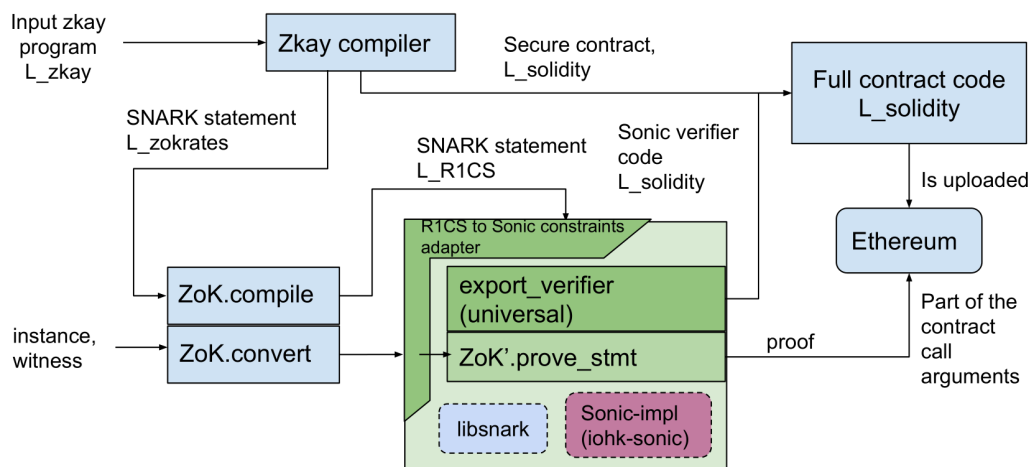 Input zkay
program
L_zkay
Zkay compiler
Secure contract,
L_solidity
Full contract code
L_solidity
SNARK statement
L_zokrates
SNARK statement
L_R1CS
Sonic verifier
code
L_solidity
Is uploaded
R1CS to Sonic constraints
adapter
Ethereum
ZoK.compile
export_verifier
(universal)
instance,
witness
ZoK.convert
ZoK’.prove_stmt
proof
Part of the
contract
call
arguments
libsnark
Sonic-impl
(iohk-sonic)